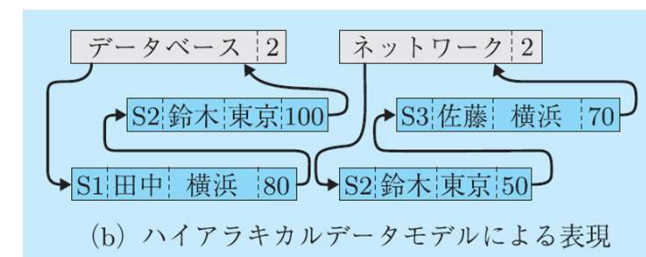 データベース 2 ネットワーク 2
S2 鈴木 東京 100 S3 佐藤 横浜 70
S1 田中 横浜 80 S2 鈴木 東京 50
(b) ハイアラキカルデータモデルによる表現